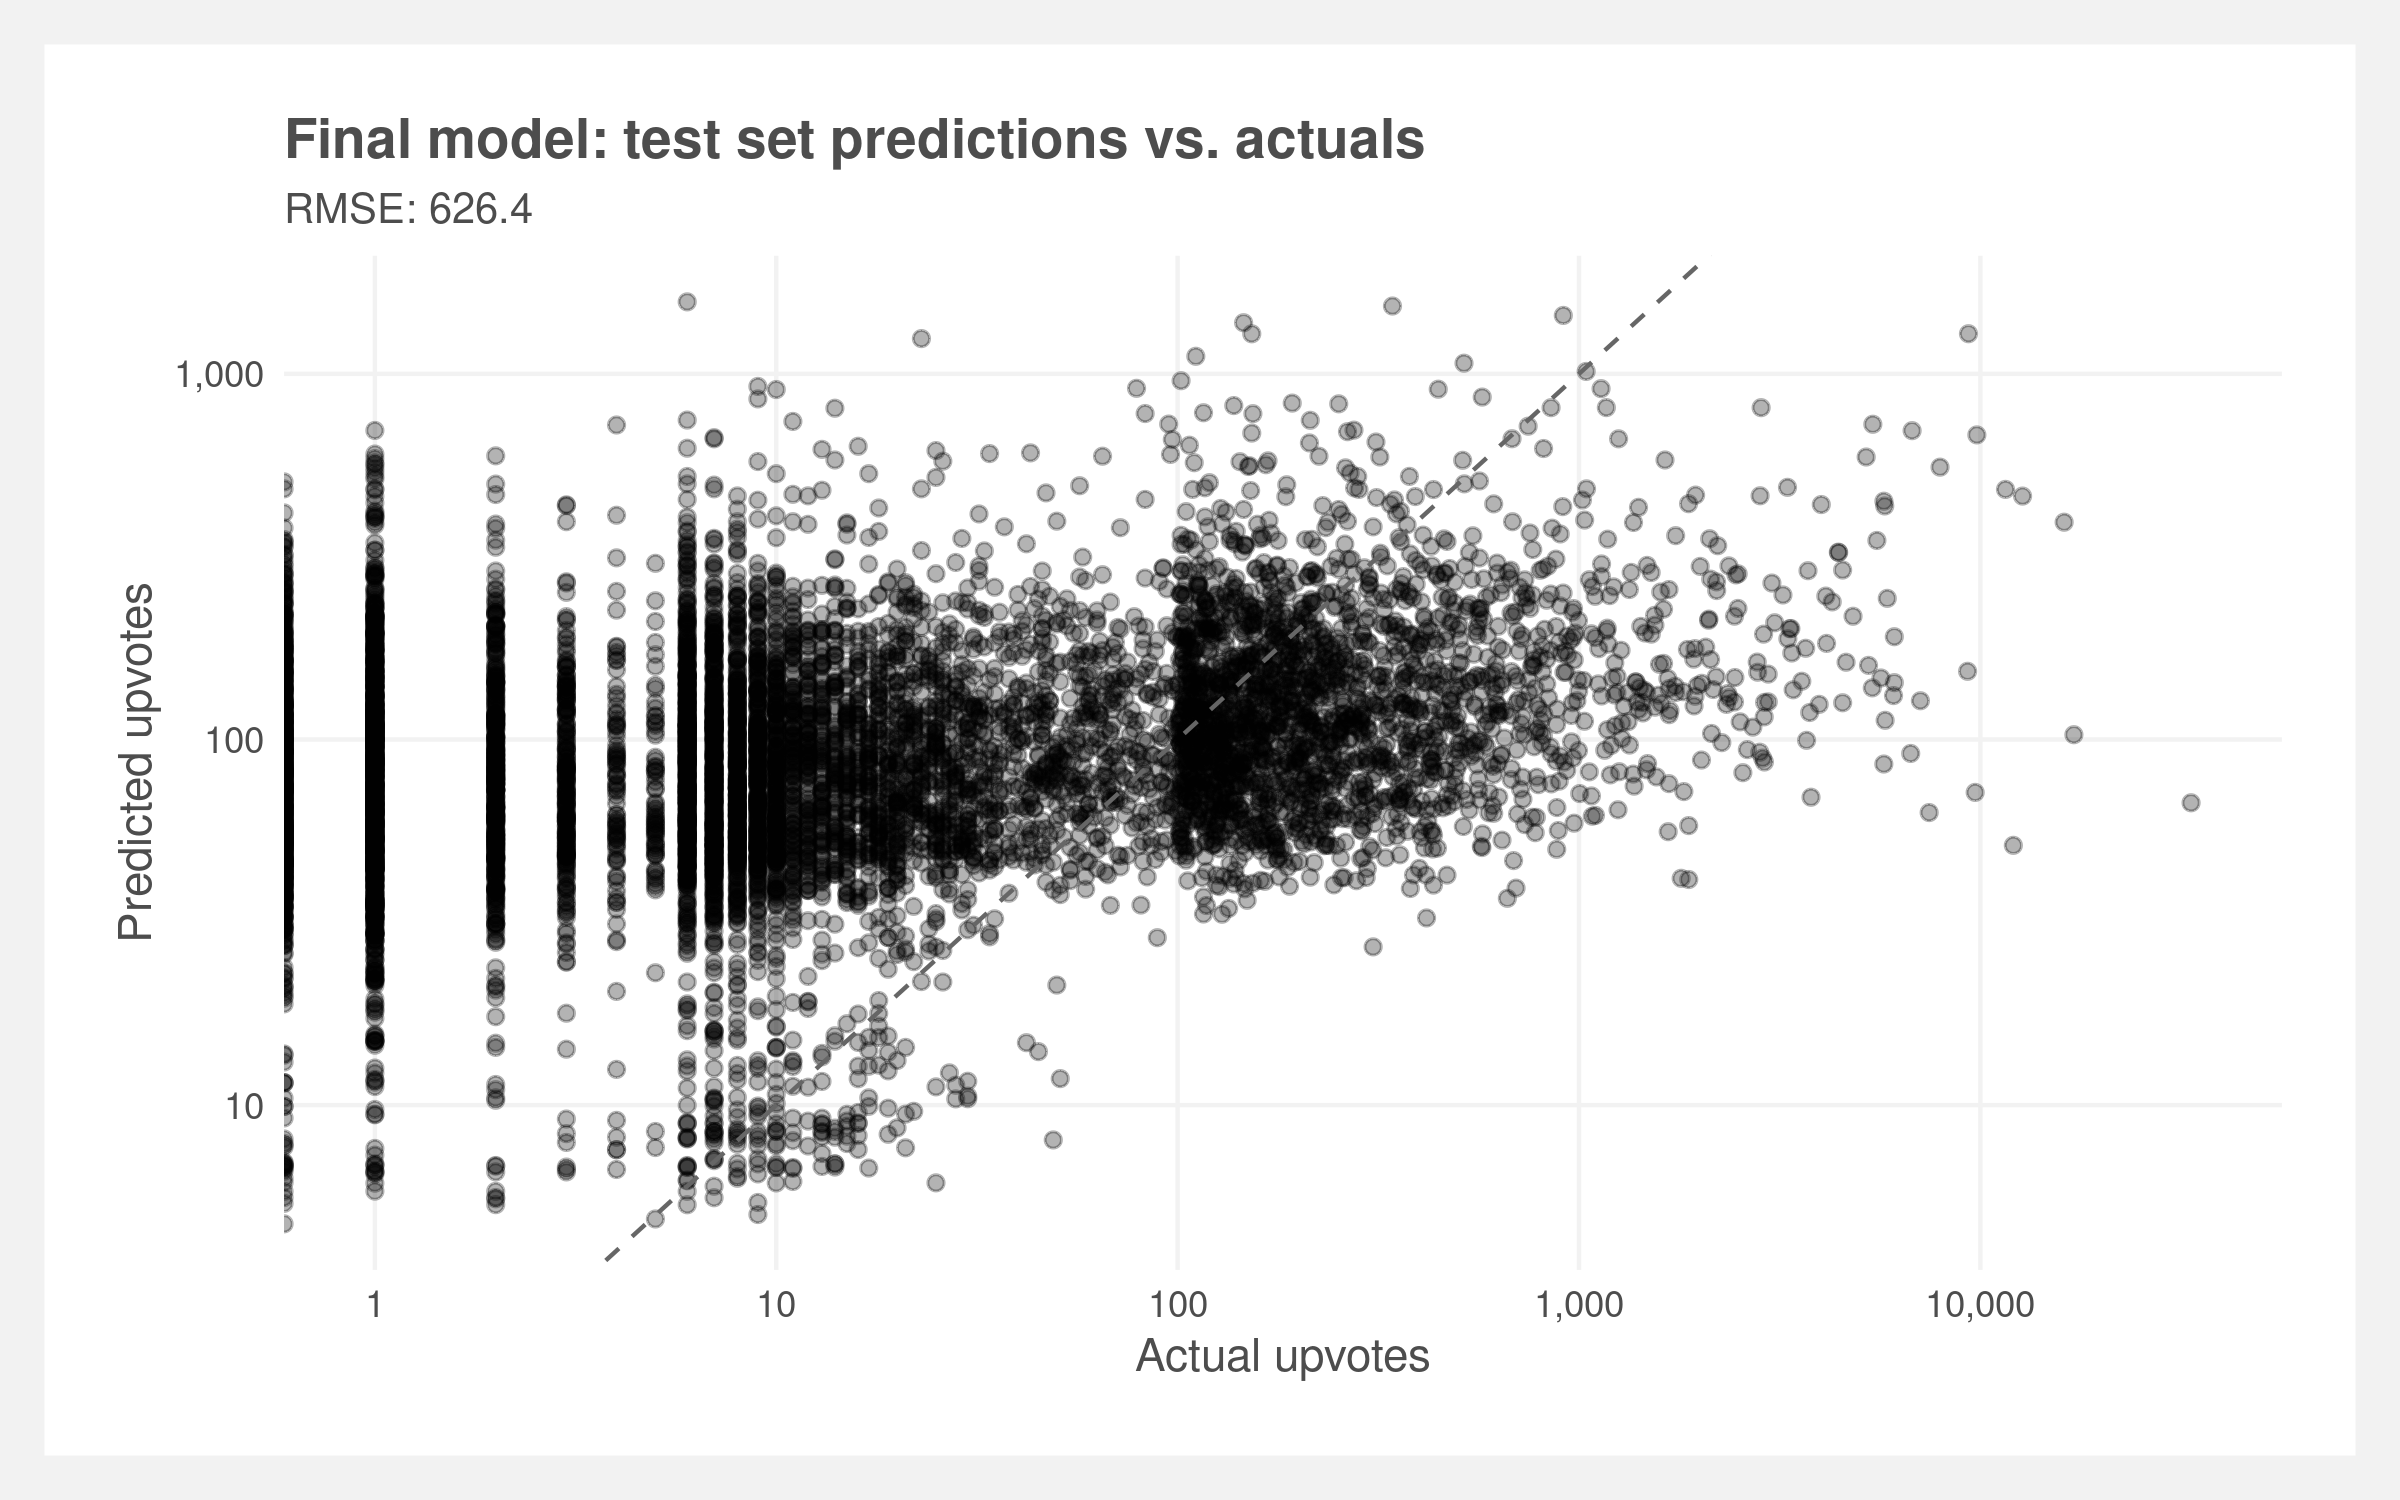 Final model: test set predictions vs. actuals
RMSE: 626.4
1,000
100
10
Predicted upvotes
1
10
100
1,000
10,000
Actual upvotes